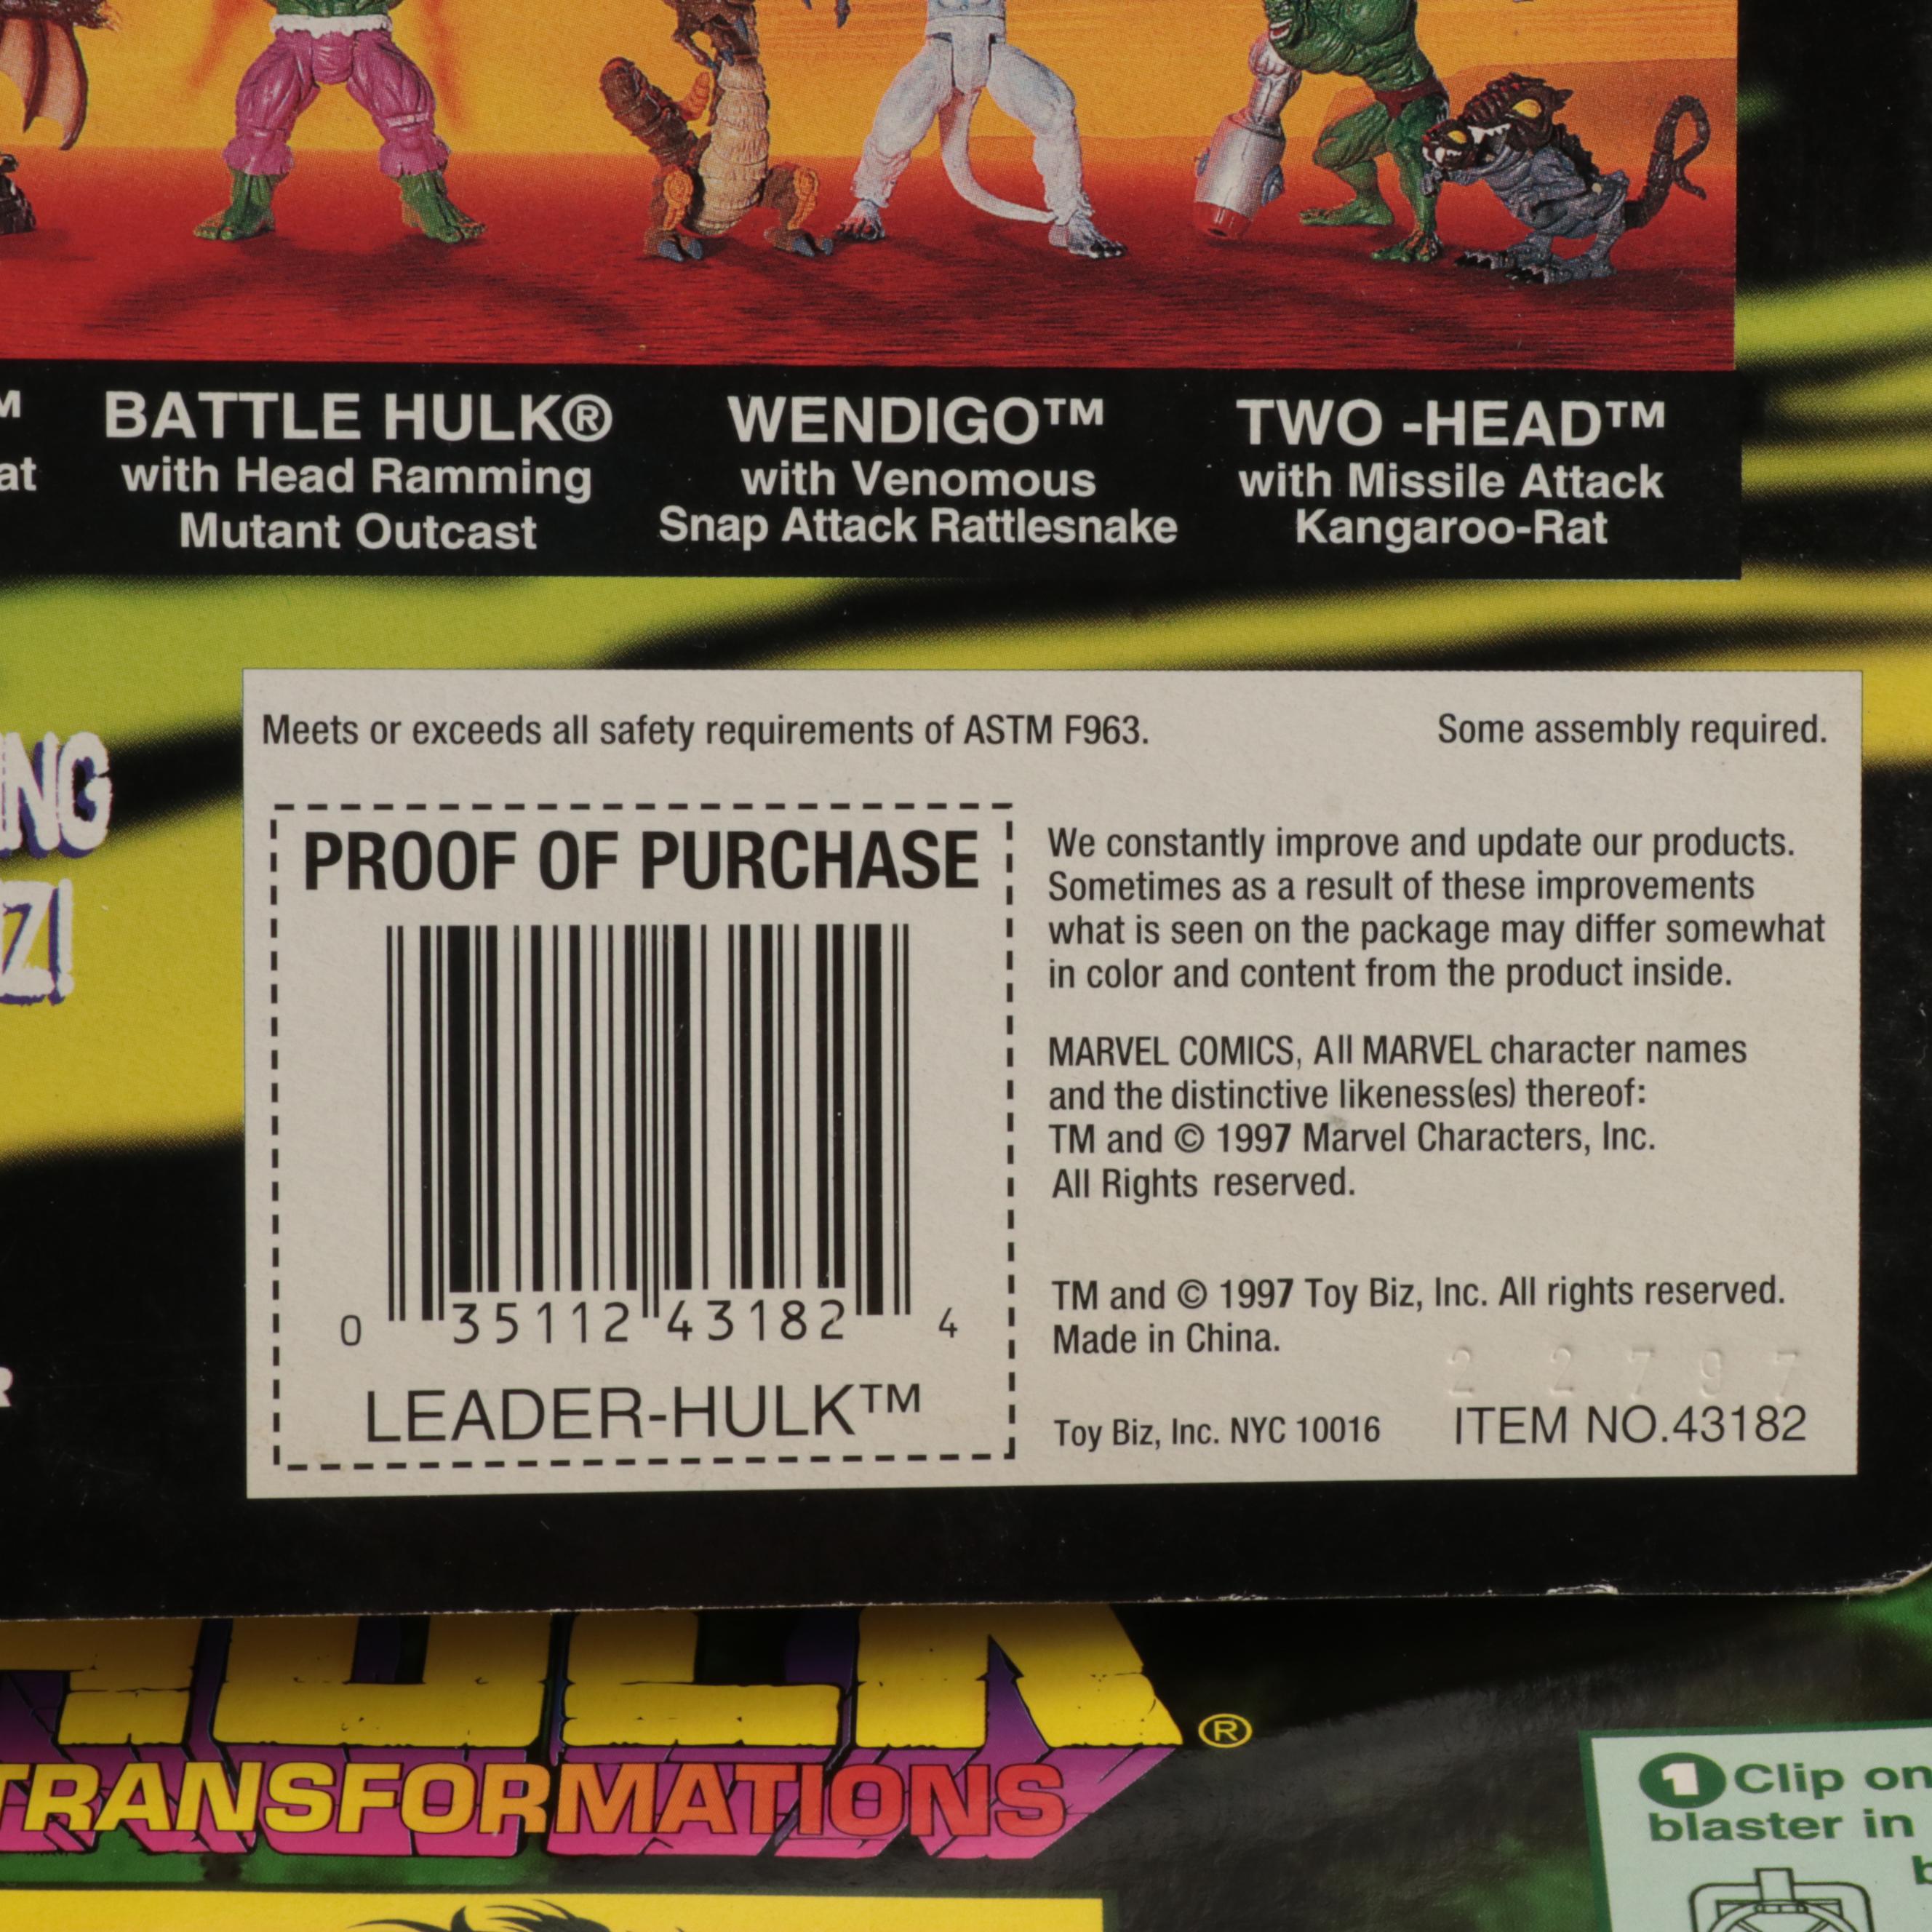 BATTLE HULK®
with Head Ramming
Mutant Outcast
WENDIGO™
with Venomous
Snap Attack Rattlesnake
TWO -HEAD™
with Missile Attack
Kangaroo-Rat
Meets or exceeds all safety requirements of ASTM F963.
Some assembly required.
PROOF OF PURCHASE
0 35112 43182 4
LEADER-HULK™
We constantly improve and update our products.
Sometimes as a result of these improvements
what is seen on the package may differ somewhat
in color and content from the product inside.
MARVEL COMICS, All MARVEL character names
and the distinctive likeness(es) thereof:
TM and © 1997 Marvel Characters, Inc.
All Rights reserved.
TM and © 1997 Toy Biz, Inc. All rights reserved.
Made in China.
2 2 7 9 7
Toy Biz, Inc. NYC 10016
ITEM NO.43182
HULK®
TRANSFORMATIONS
1 Clip on
blaster in